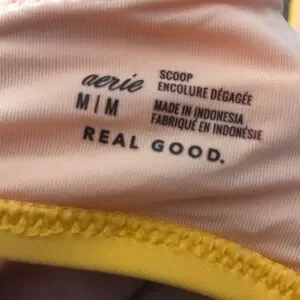 aerie
M | M
SCOOP
ENCOLURE DÉGAGÉE
MADE IN INDONESIA
FABRIQUÉ EN INDONÉSIE
REAL GOOD.